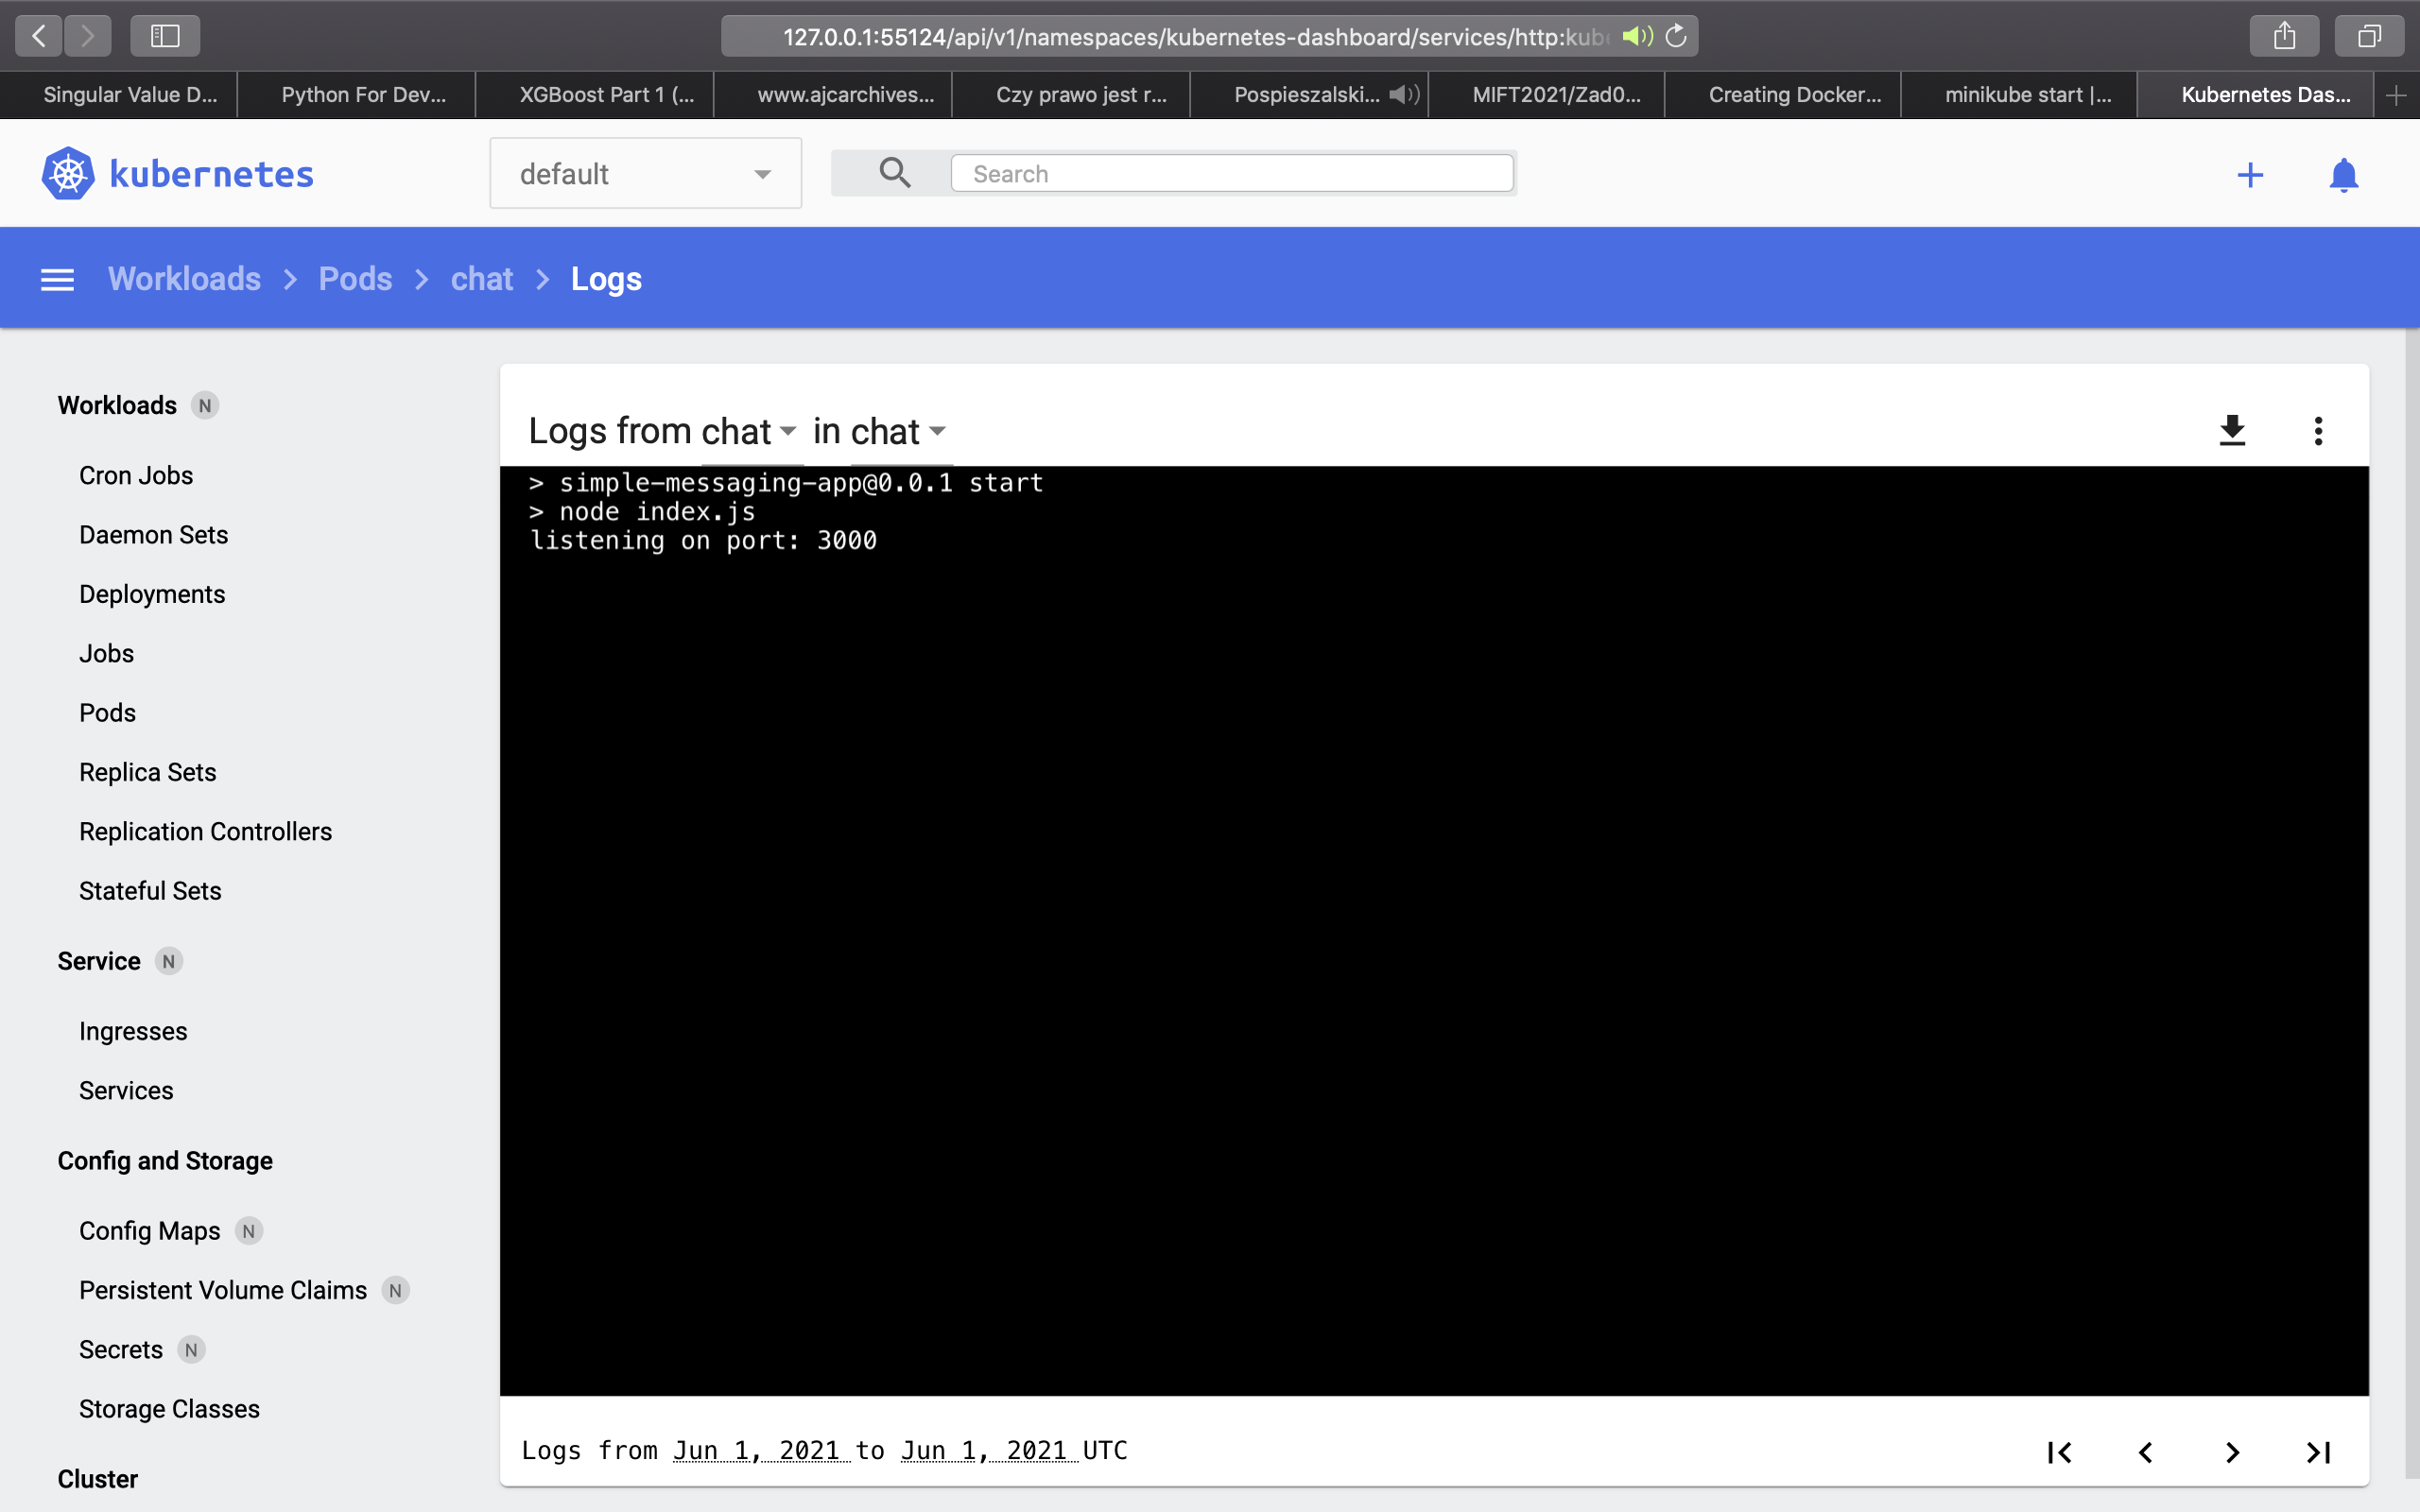 127.0.0.1:55124/api/v1/namespaces/kubernetes-dashboard/services/http:kube
Singular Value D... Python For Dev... XGBoost Part 1 (... www.ajcarchives... Czy prawo jest r... Pospieszalski... MIFT2021/Zad0... Creating Docker... minikube start |... Kubernetes Das...
kubernetes default Search
Workloads > Pods > chat > Logs
Workloads N
Cron Jobs
Daemon Sets
Deployments
Jobs
Pods
Replica Sets
Replication Controllers
Stateful Sets
Service N
Ingresses
Services
Config and Storage
Config Maps N
Persistent Volume Claims N
Secrets N
Storage Classes
Cluster
Logs from chat in chat
> simple-messaging-app@0.0.1 start
> node index.js
listening on port: 3000
Logs from Jun 1, 2021 to Jun 1, 2021 UTC